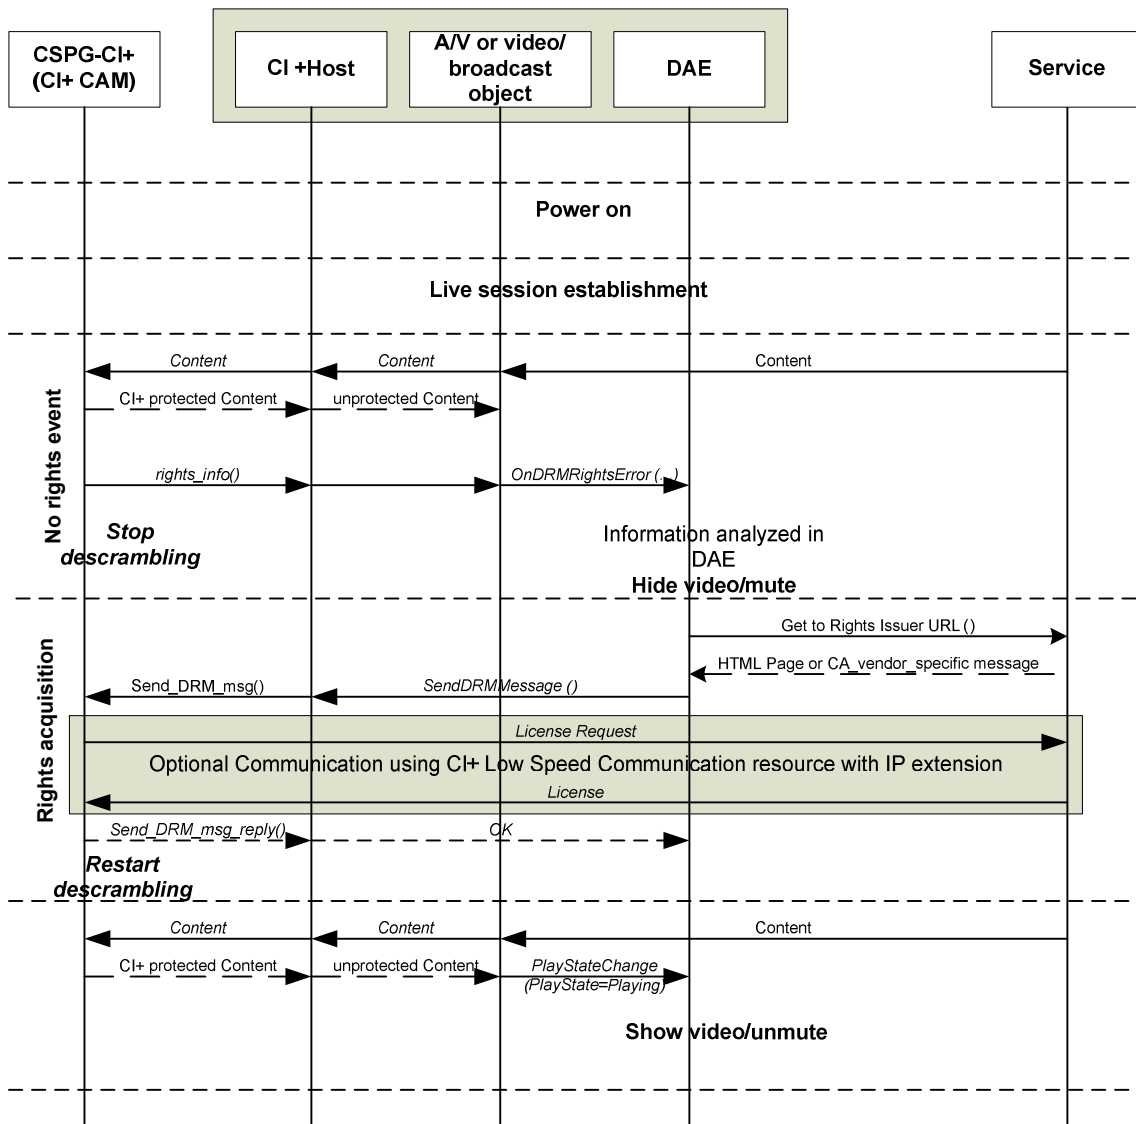 CSPG-CI+
(CI+ CAM)
CI +Host
A/V or video/
broadcast
object
DAE
Service
Power on
Live session establishment
No rights event
Content
Content
Content
CI+ protected Content
unprotected Content
rights_info()
OnDRMRightsError (...)
Stop
descrambling
Information analyzed in
DAE
Hide video/mute
Rights acquisition
Get to Rights Issuer URL ()
HTML Page or CA_vendor_specific message
Send_DRM_msg()
SendDRMMessage ()
License Request
Optional Communication using CI+ Low Speed Communication resource with IP extension
License
Send_DRM_msg_reply()
OK
Restart
descrambling
Content
Content
Content
CI+ protected Content
unprotected Content
PlayStateChange
(PlayState=Playing)
Show video/unmute